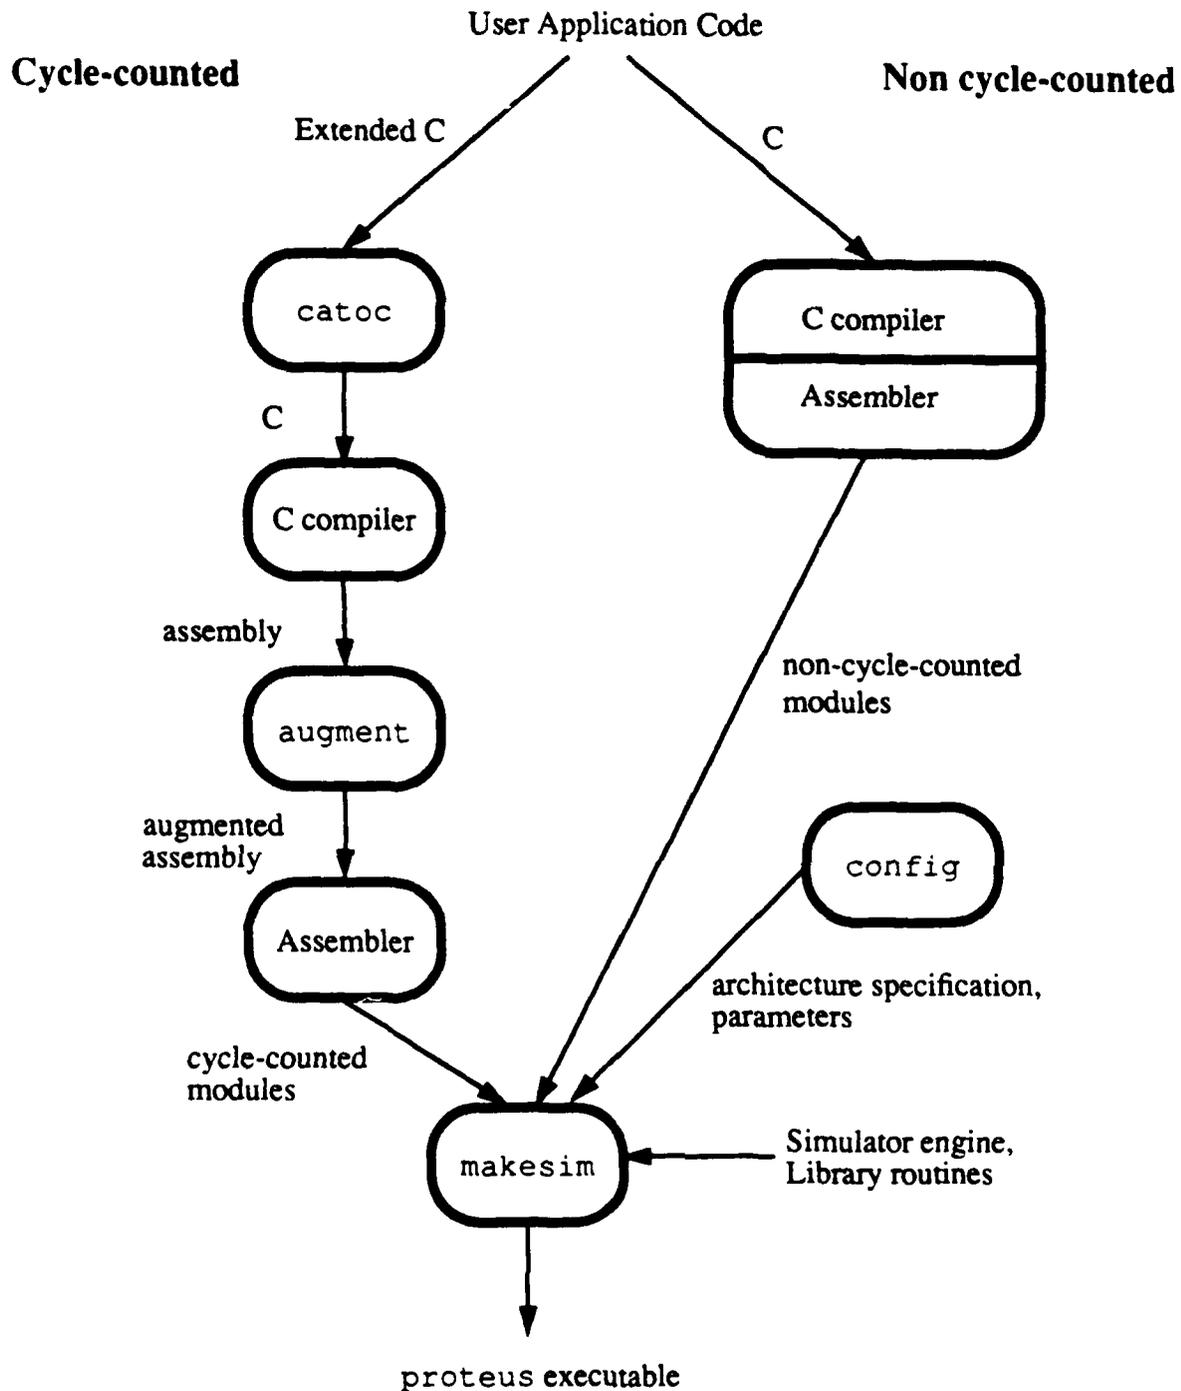 User Application Code
Cycle-counted
Non cycle-counted
Extended C
C
catoc
C compiler
Assembler
C
C compiler
assembly
non-cycle-counted
modules
augment
augmented
assembly
config
Assembler
architecture specification,
parameters
cycle-counted
modules
makesim
Simulator engine,
Library routines
proteus executable